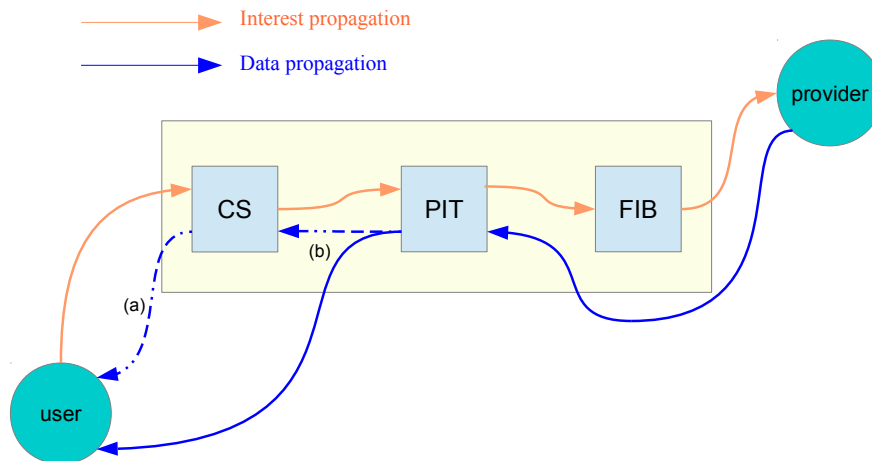 Interest propagation
Data propagation
provider
CS
PIT
FIB
(b)
(a)
user